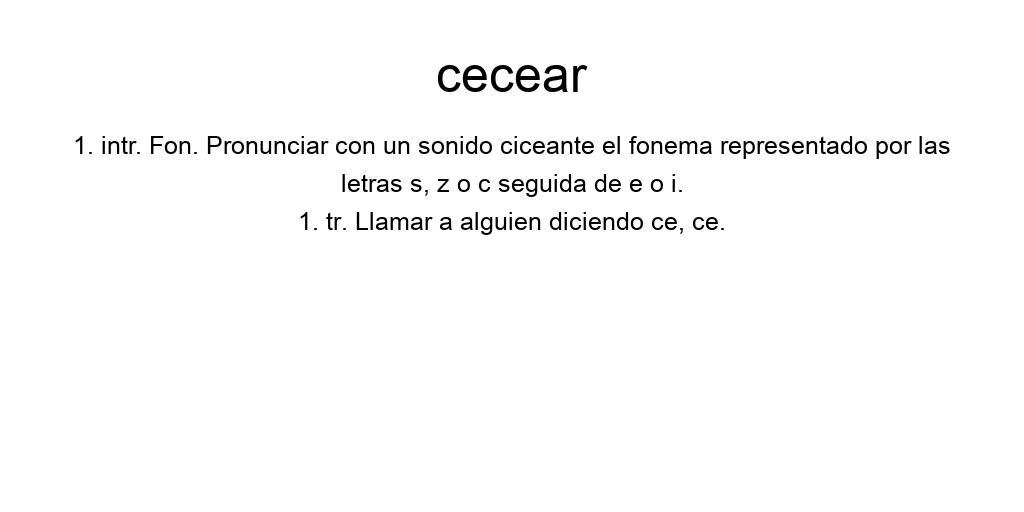 cecear
1. intr. Fon. Pronunciar con un sonido ciceante el fonema representado por las
letras s, z o c seguida de e o i.
1. tr. Llamar a alguien diciendo ce, ce.